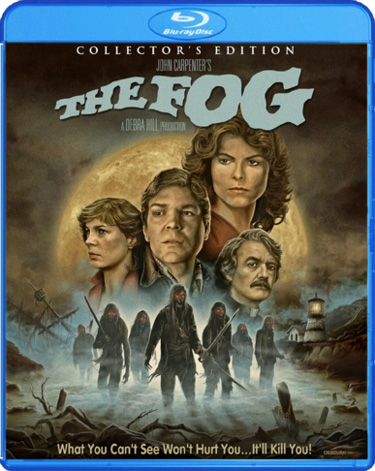 Blu-ray Disc
COLLECTOR'S EDITION
JOHN CARPENTER'S
THE FOG
A DEBRA HILL PRODUCTION
What You Can't See Won't Hurt You...It'll Kill You!